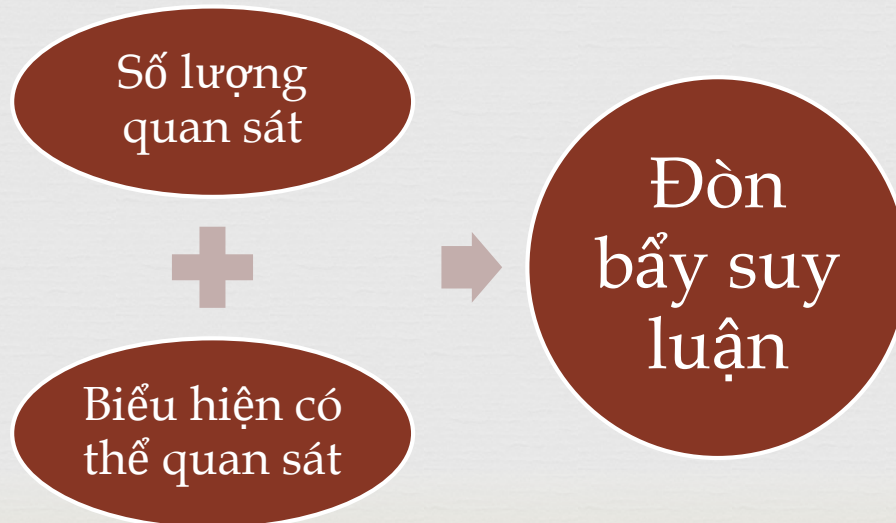 Số lượng
quan sát
Biểu hiện có
thể quan sát
Đòn
bẩy suy
luận